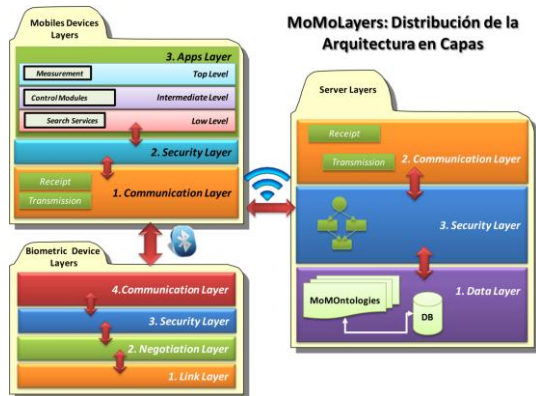 Mobiles Devices
Layers
3. Apps Layer
Measurement
Top Level
Control Modules
Intermediate Level
Search Services
Low Level
2. Security Layer
1. Communication Layer
Receipt
Transmission
Biometric Device
Layers
4.Communication Layer
3. Security Layer
2. Negotiation Layer
1. Link Layer
MoMoLayers: Distribución de la
Arquitectura en Capas
Server Layers
Receipt
Transmission
2. Communication Layer
3. Security Layer
1. Data Layer
MoMOntologies
DB